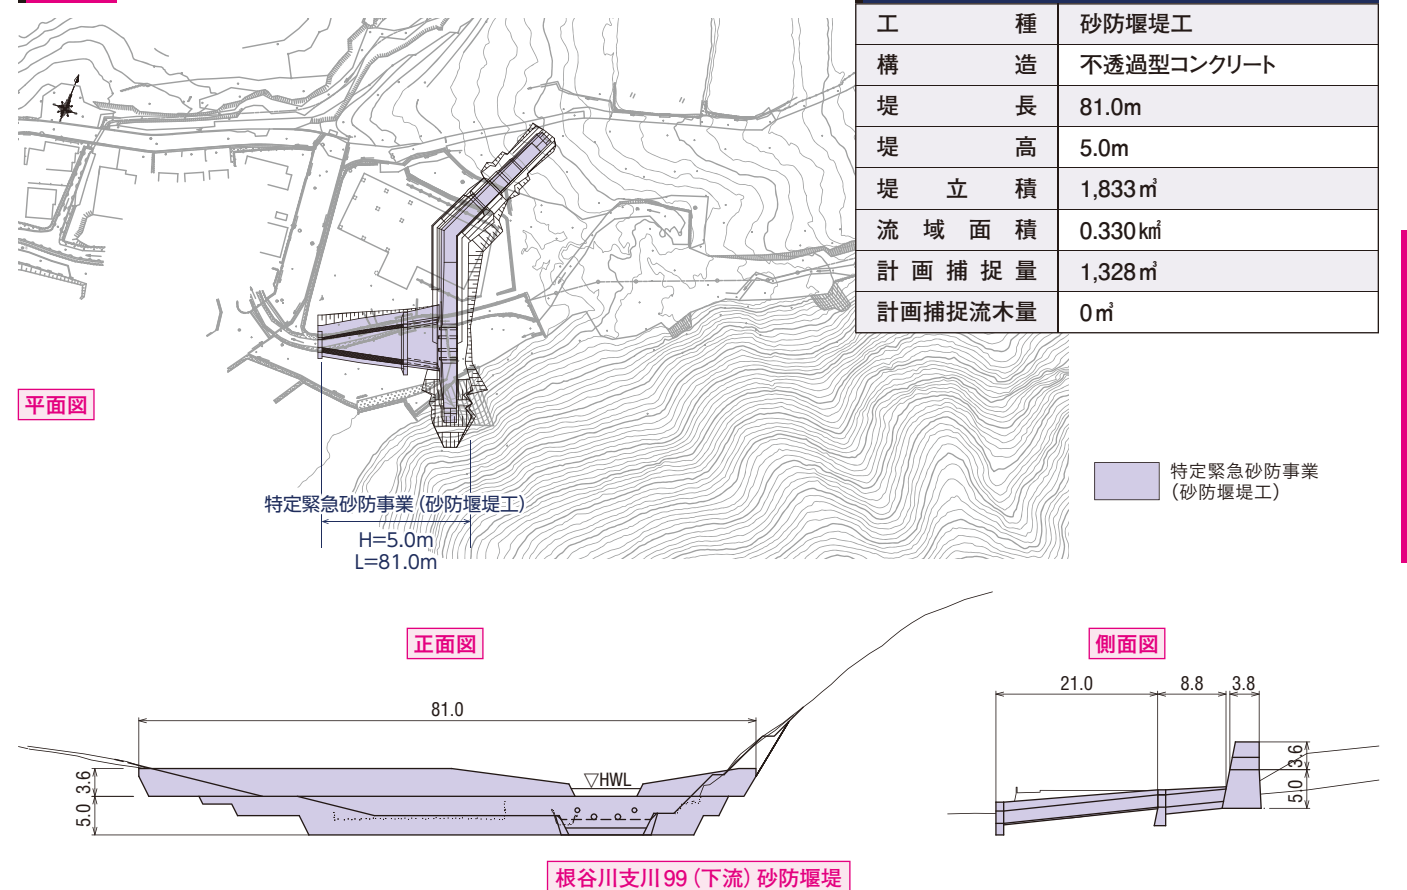 工種 砂防堰堤工
構造 不透過型コンクリート
堤長 81.0m
堤高 5.0m
堤立積 1,833㎥
流域面積 0.330㎢
計画捕捉量 1,328㎥
計画捕捉流木量 0㎥
平面図
特定緊急砂防事業(砂防堰堤工)
H=5.0m
L=81.0m
特定緊急砂防事業
(砂防堰堤工)
正面図
81.0
3.6
5.0
▽HWL
側面図
21.0 8.8 3.8
3.6
5.0
根谷川支川99(下流)砂防堰堤